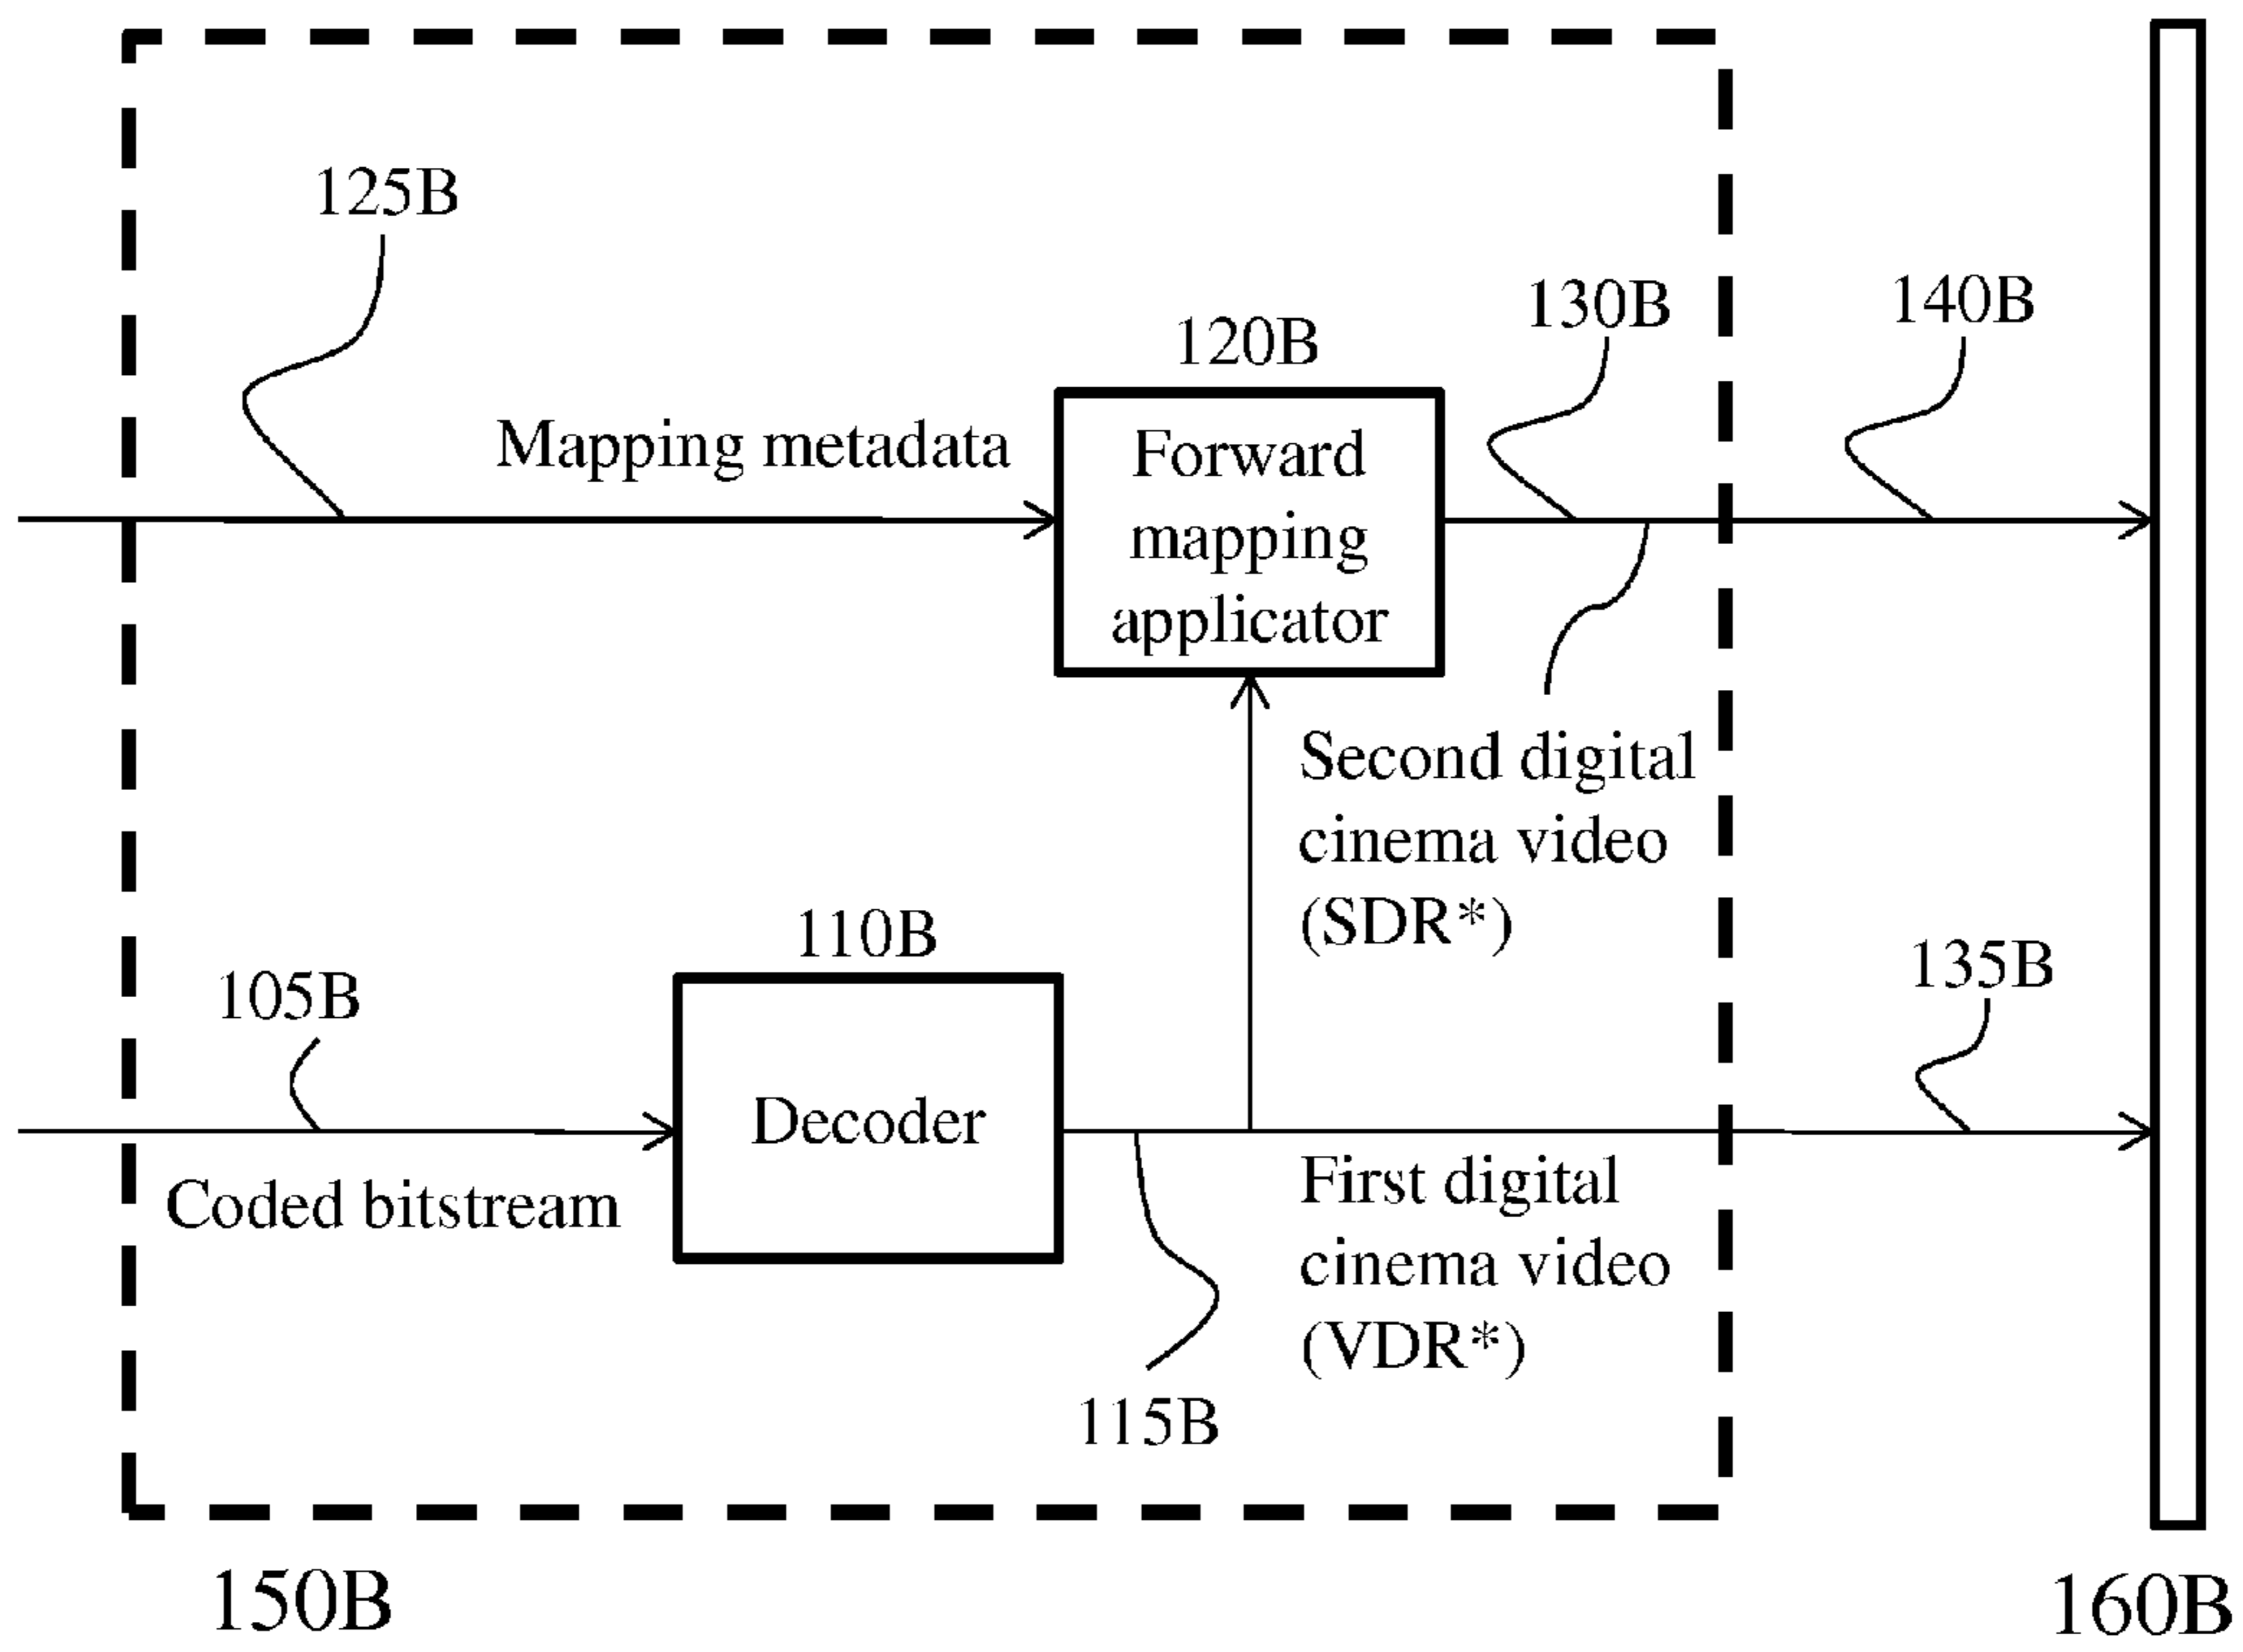 125B
130B
140B
120B
Mapping metadata
Forward
mapping
applicator
Second digital
cinema video
(SDR*)
110B
135B
105B
Decoder
Coded bitstream
First digital
cinema video
(VDR*)
115B
150B
160B